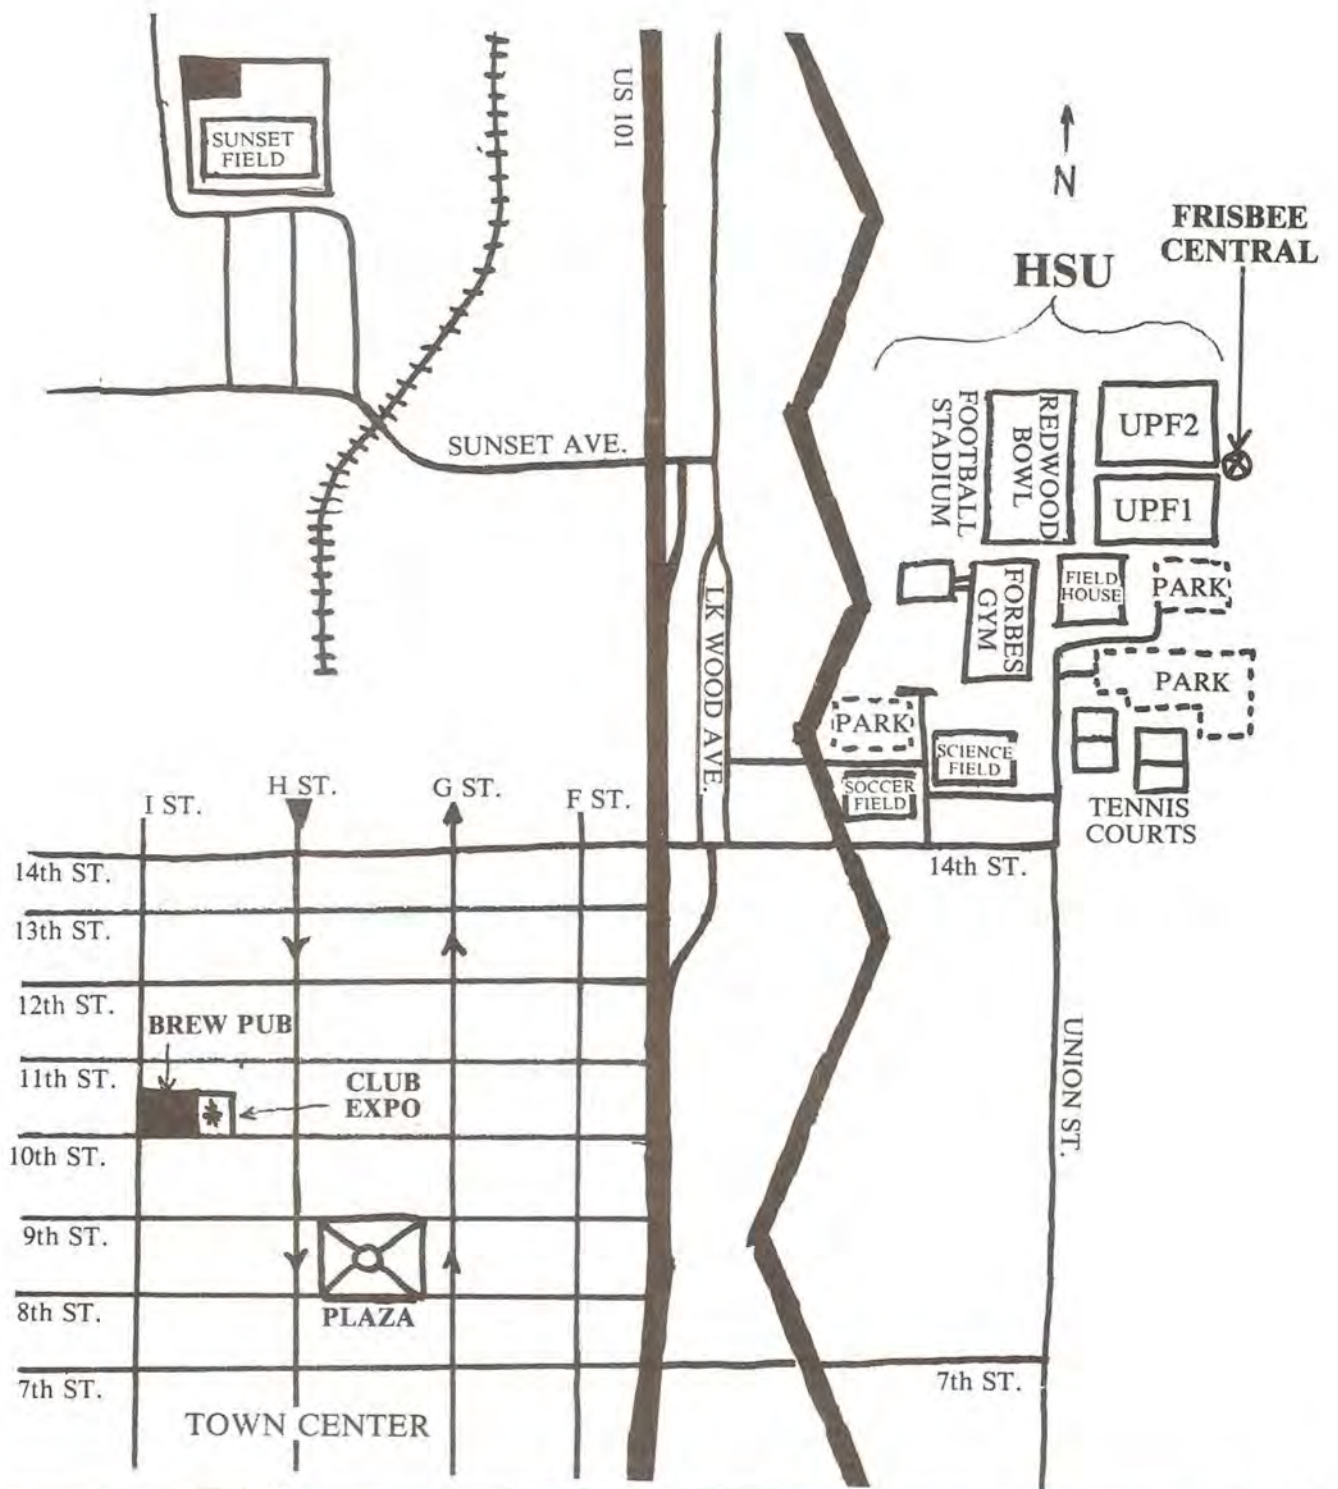 SUNSET
FIELD
US 101
N
FRISBEE
CENTRAL
HSU
FOOTBALL
STADIUM
REDWOOD
BOWL
UPF2
UPF1
SUNSET AVE.
LK WOOD AVE.
FORBES
GYM
FIELD
HOUSE
PARK
PARK
PARK
SCIENCE
FIELD
SOCCER
FIELD
TENNIS
COURTS
I ST.
H ST.
G ST.
F ST.
14th ST.
14th ST.
13th ST.
12th ST.
BREW PUB
11th ST.
CLUB
EXPO
10th ST.
UNION ST.
9th ST.
8th ST.
PLAZA
7th ST.
7th ST.
TOWN CENTER